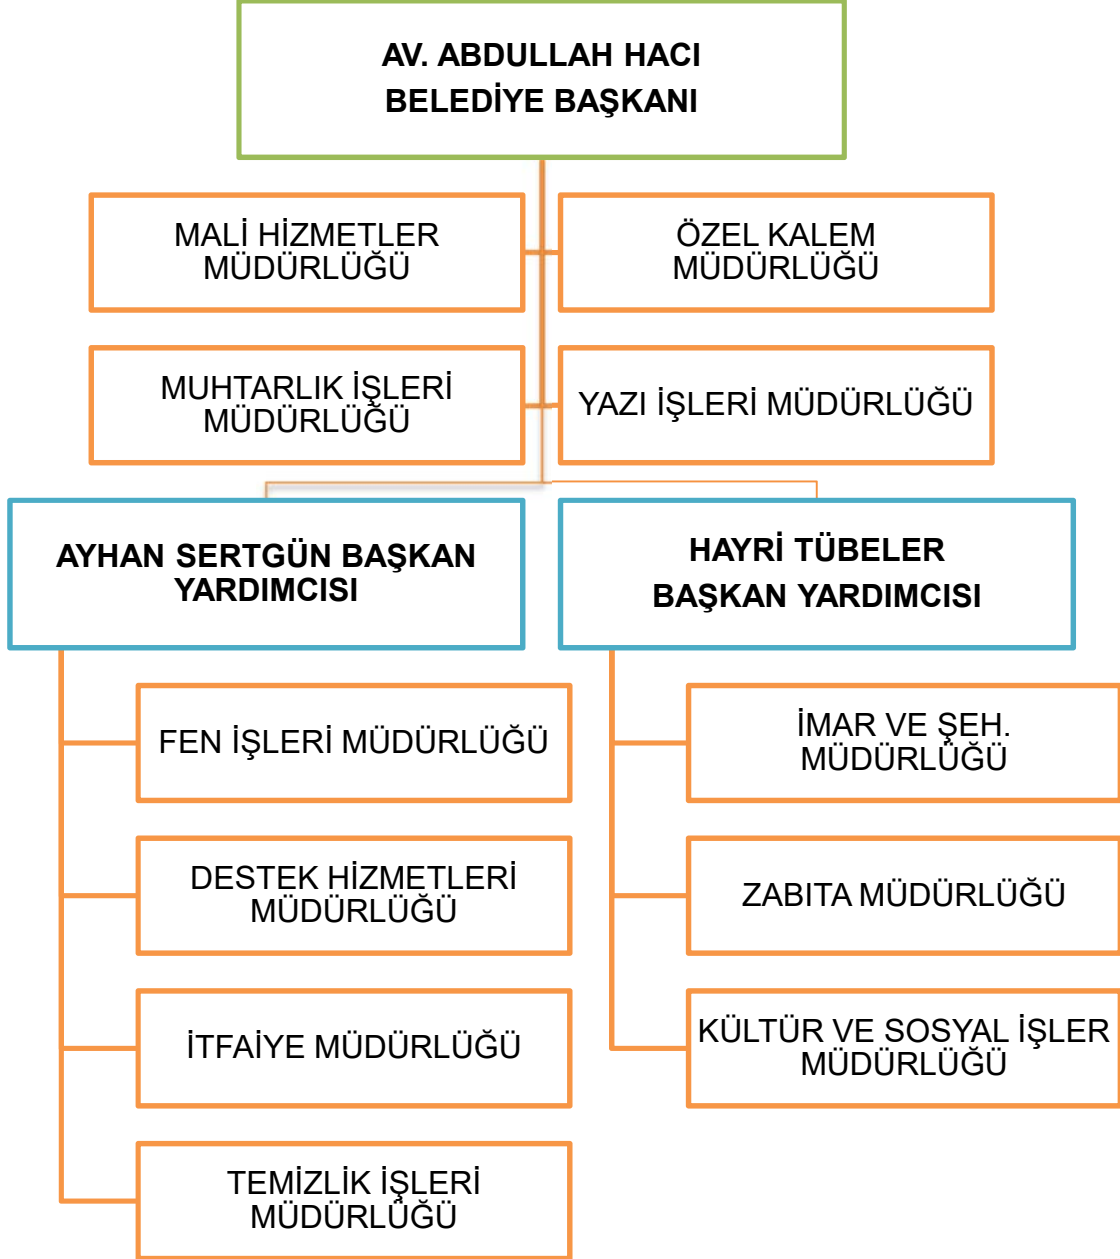 AV. ABDULLAH HACI
BELEDİYE BAŞKANI
MALİ HİZMETLER
MÜDÜRLÜĞÜ
ÖZEL KALEM
MÜDÜRLÜĞÜ
MUHTARLIK İŞLERİ
MÜDÜRLÜĞÜ
YAZI İŞLERİ MÜDÜRLÜĞÜ
AYHAN SERTGÜN BAŞKAN
YARDIMCISI
HAYRİ TÜBELER
BAŞKAN YARDIMCISI
FEN İŞLERİ MÜDÜRLÜĞÜ
DESTEK HİZMETLERİ
MÜDÜRLÜĞÜ
İTFAİYE MÜDÜRLÜĞÜ
TEMİZLİK İŞLERİ
MÜDÜRLÜĞÜ
İMAR VE ŞEH.
MÜDÜRLÜĞÜ
ZABITA MÜDÜRLÜĞÜ
KÜLTÜR VE SOSYAL İŞLER
MÜDÜRLÜĞÜ